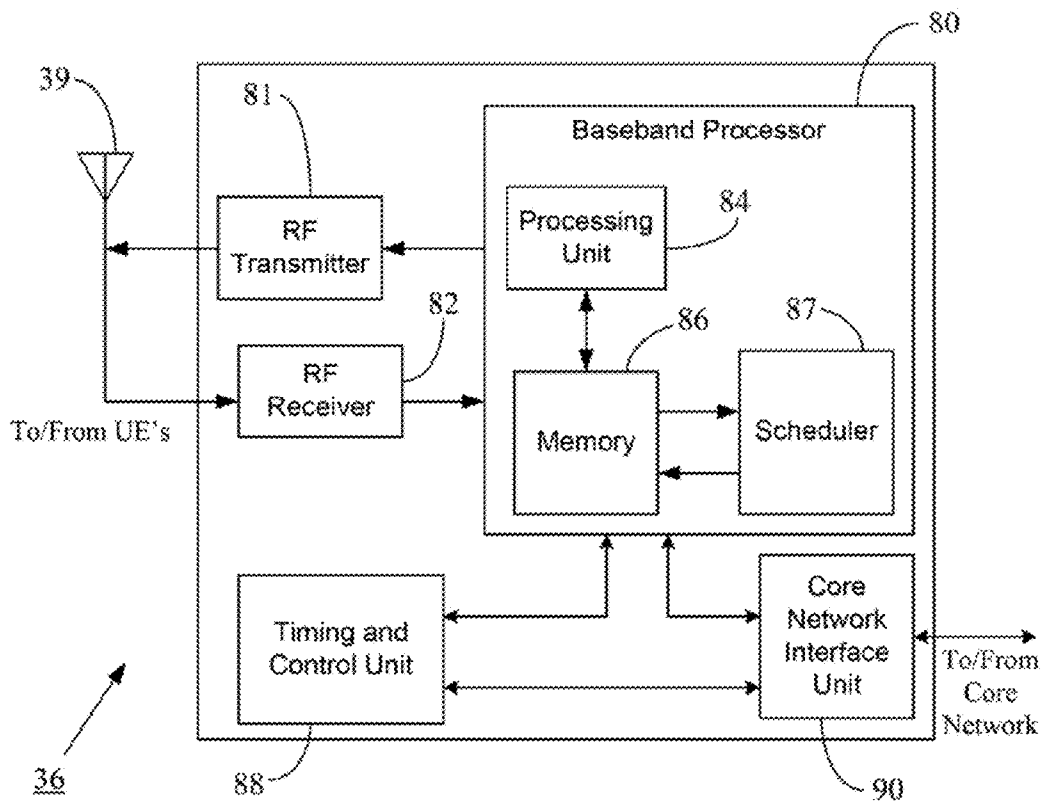 80
39
81
Baseband Processor
RF
Transmitter
Processing
Unit
84
82
86
87
RF
Receiver
To/From UE's
Memory
Scheduler
Timing and
Control Unit
Core
Network
Interface
Unit
To/From
Core
Network
36
88
90